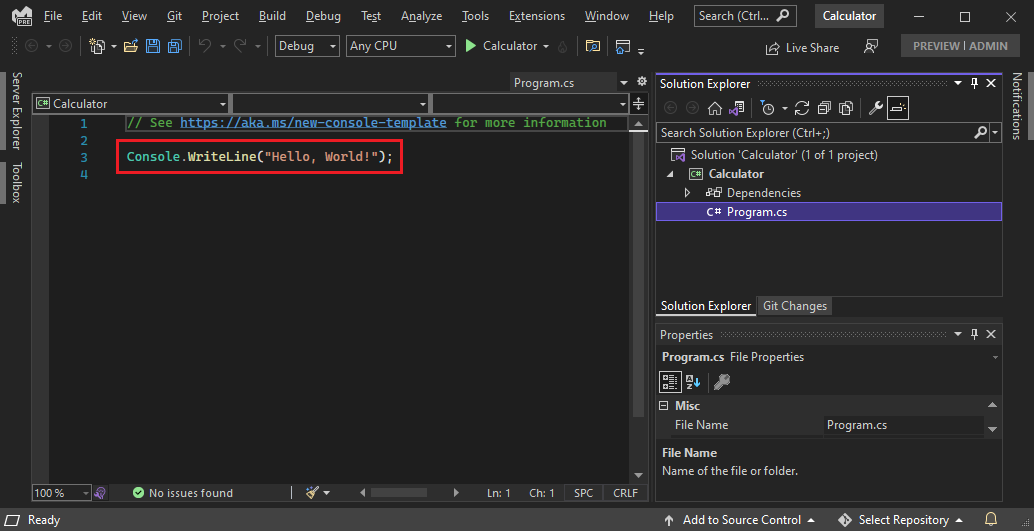 PRE File Edit View Git Project Build Debug Test Analyze Tools Extensions Window Help Search (Ctrl... Calculator
Debug Any CPU Calculator Live Share PREVIEW | ADMIN
Server Explorer
Toolbox
Program.cs
C# Calculator
1 // See https://aka.ms/new-console-template for more information
2
3 Console.WriteLine("Hello, World!");
4
100 % No issues found Ln: 1 Ch: 1 SPC CRLF
Solution Explorer
Search Solution Explorer (Ctrl+;)
Solution 'Calculator' (1 of 1 project)
C# Calculator
Dependencies
C# Program.cs
Solution Explorer Git Changes
Properties
Program.cs File Properties
Misc
File Name Program.cs
File Name
Name of the file or folder.
Notifications
Ready Add to Source Control Select Repository